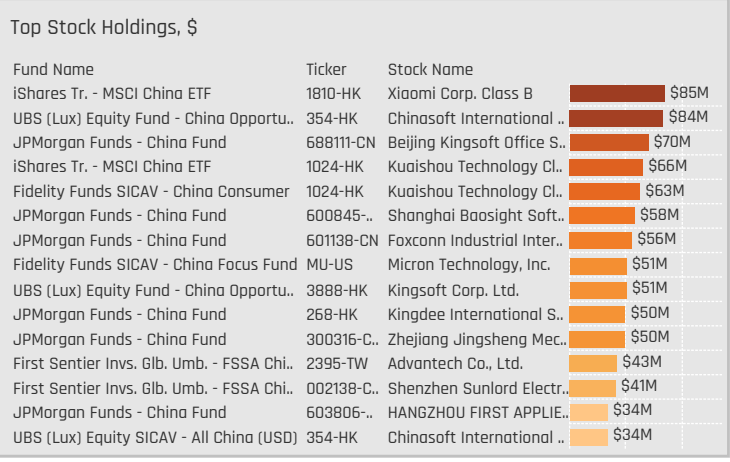 Top Stock Holdings, $
Fund Name Ticker Stock Name
iShares Tr. - MSCI China ETF 1810-HK Xiaomi Corp. Class B $85M
UBS (Lux) Equity Fund - China Opportu.. 354-HK Chinasoft International .. $84M
JPMorgan Funds - China Fund 688111-CN Beijing Kingsoft Office S.. $70M
iShares Tr. - MSCI China ETF 1024-HK Kuaishou Technology Cl.. $66M
Fidelity Funds SICAV - China Consumer 1024-HK Kuaishou Technology Cl.. $63M
JPMorgan Funds - China Fund 600845-.. Shanghai Baosight Soft.. $58M
JPMorgan Funds - China Fund 601138-CN Foxconn Industrial Inter.. $56M
Fidelity Funds SICAV - China Focus Fund MU-US Micron Technology, Inc. $51M
UBS (Lux) Equity Fund - China Opportu.. 3888-HK Kingsoft Corp. Ltd. $51M
JPMorgan Funds - China Fund 268-HK Kingdee International S.. $50M
JPMorgan Funds - China Fund 300316-C.. Zhejiang Jingsheng Mec.. $50M
First Sentier Invs. Glb. Umb. - FSSA Chi.. 2395-TW Advantech Co., Ltd. $43M
First Sentier Invs. Glb. Umb. - FSSA Chi.. 002138-C.. Shenzhen Sunlord Electr.. $41M
JPMorgan Funds - China Fund 603806-.. HANGZHOU FIRST APPLIE.. $34M
UBS (Lux) Equity SICAV - All China (USD) 354-HK Chinasoft International .. $34M